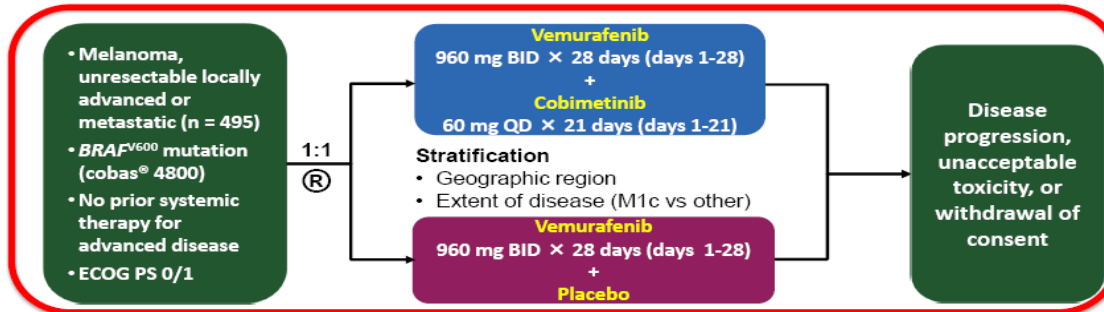 • Melanoma,
unresectable locally
advanced or
metastatic (n = 495)
• BRAFV600 mutation
(cobas® 4800)
• No prior systemic
therapy for
advanced disease
• ECOG PS 0/1
1:1
R
Vemurafenib
960 mg BID × 28 days (days 1-28)
+
Cobimetinib
60 mg QD × 21 days (days 1-21)
Stratification
• Geographic region
• Extent of disease (M1c vs other)
Vemurafenib
960 mg BID × 28 days (days 1-28)
+
Placebo
Disease
progression,
unacceptable
toxicity, or
withdrawal of
consent